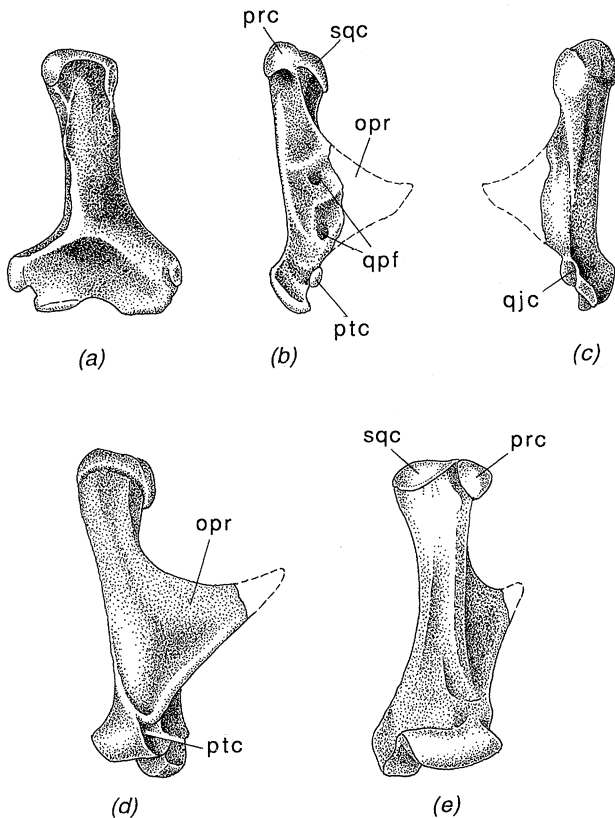 prc
sqc
opr
qpf
ptc
qjc
(a)
(b)
(c)
sqc
prc
opr
ptc
(d)
(e)